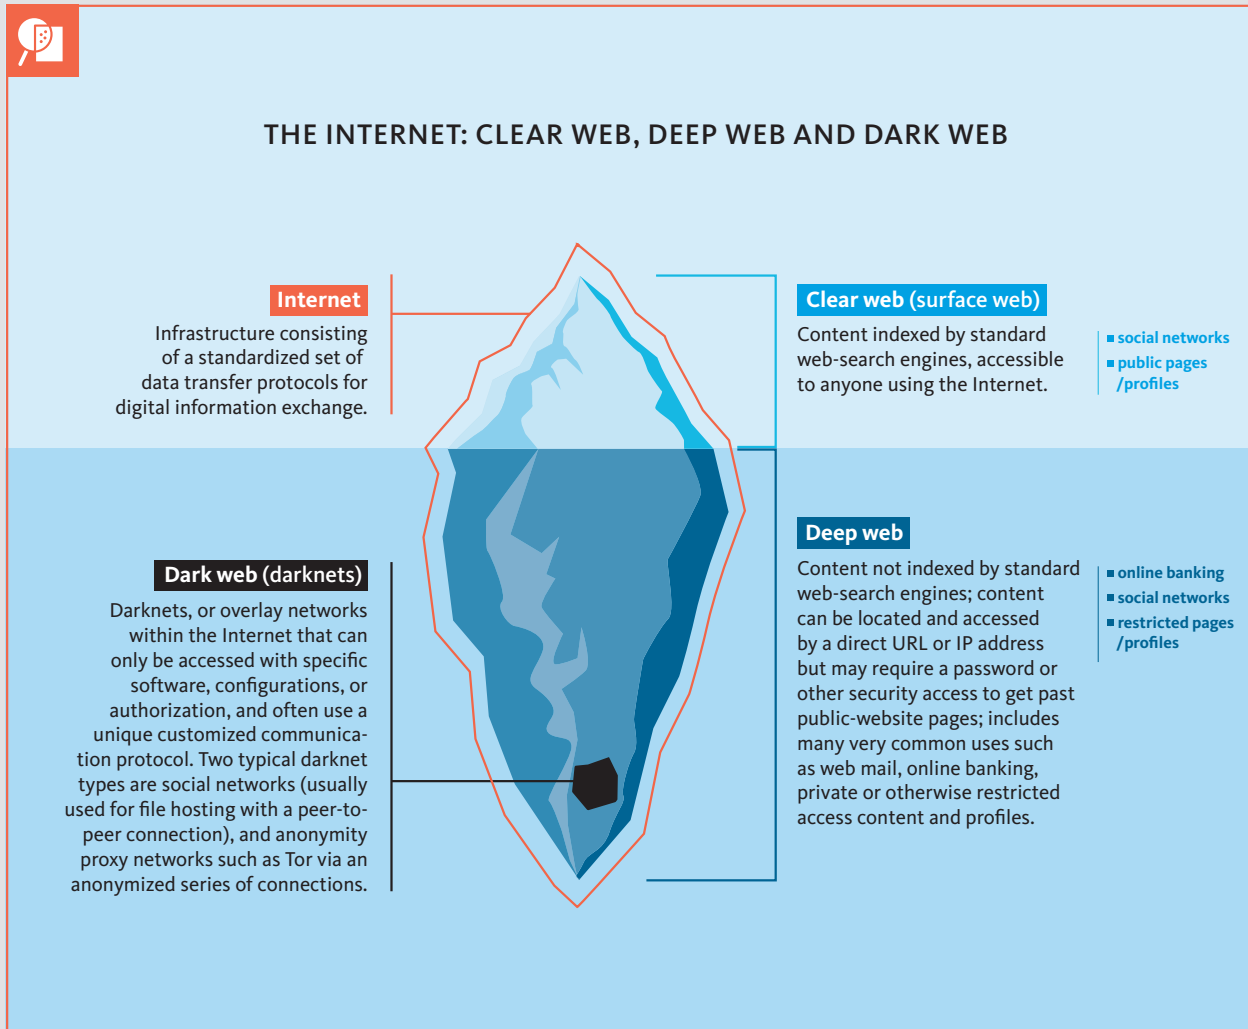 THE INTERNET: CLEAR WEB, DEEP WEB AND DARK WEB
Internet
Infrastructure consisting
of a standardized set of
data transfer protocols for
digital information exchange.
Clear web (surface web)
Content indexed by standard
web-search engines, accessible
to anyone using the Internet.
social networks
public pages
/profiles
Dark web (darknets)
Darknets, or overlay networks
within the Internet that can
only be accessed with specific
software, configurations, or
authorization, and often use a
unique customized communica-
tion protocol. Two typical darknet
types are social networks (usually
used for file hosting with a peer-to-
peer connection), and anonymity
proxy networks such as Tor via an
anonymized series of connections.
Deep web
Content not indexed by standard
web-search engines; content
can be located and accessed
by a direct URL or IP address
but may require a password or
other security access to get past
public-website pages; includes
many very common uses such
as web mail, online banking,
private or otherwise restricted
access content and profiles.
online banking
social networks
restricted pages
/profiles